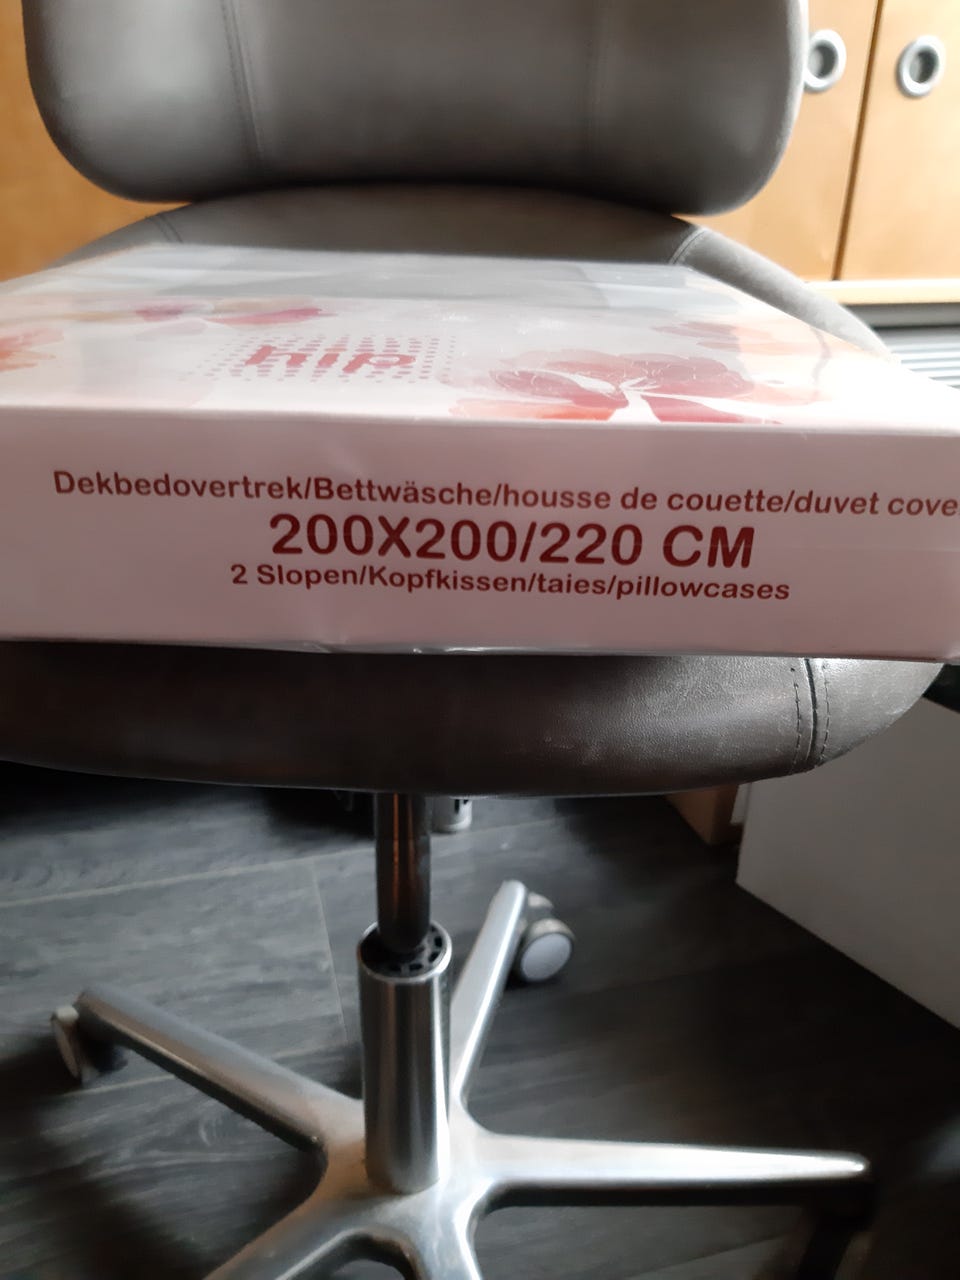 hip
Dekbedovertrek/Bettwäsche/housse de couette/duvet cove
200X200/220 CM
2 Slopen/Kopfkissen/taies/pillowcases